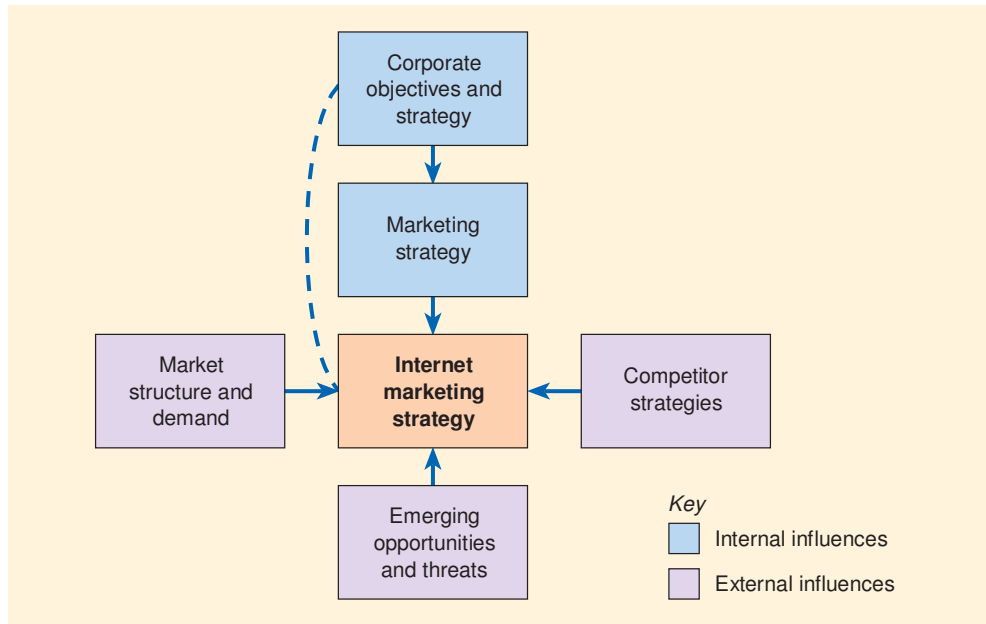 Corporate
objectives and
strategy
Marketing
strategy
Market
structure and
demand
Internet
marketing
strategy
Competitor
strategies
Emerging
opportunities
and threats
Key
Internal influences
External influences